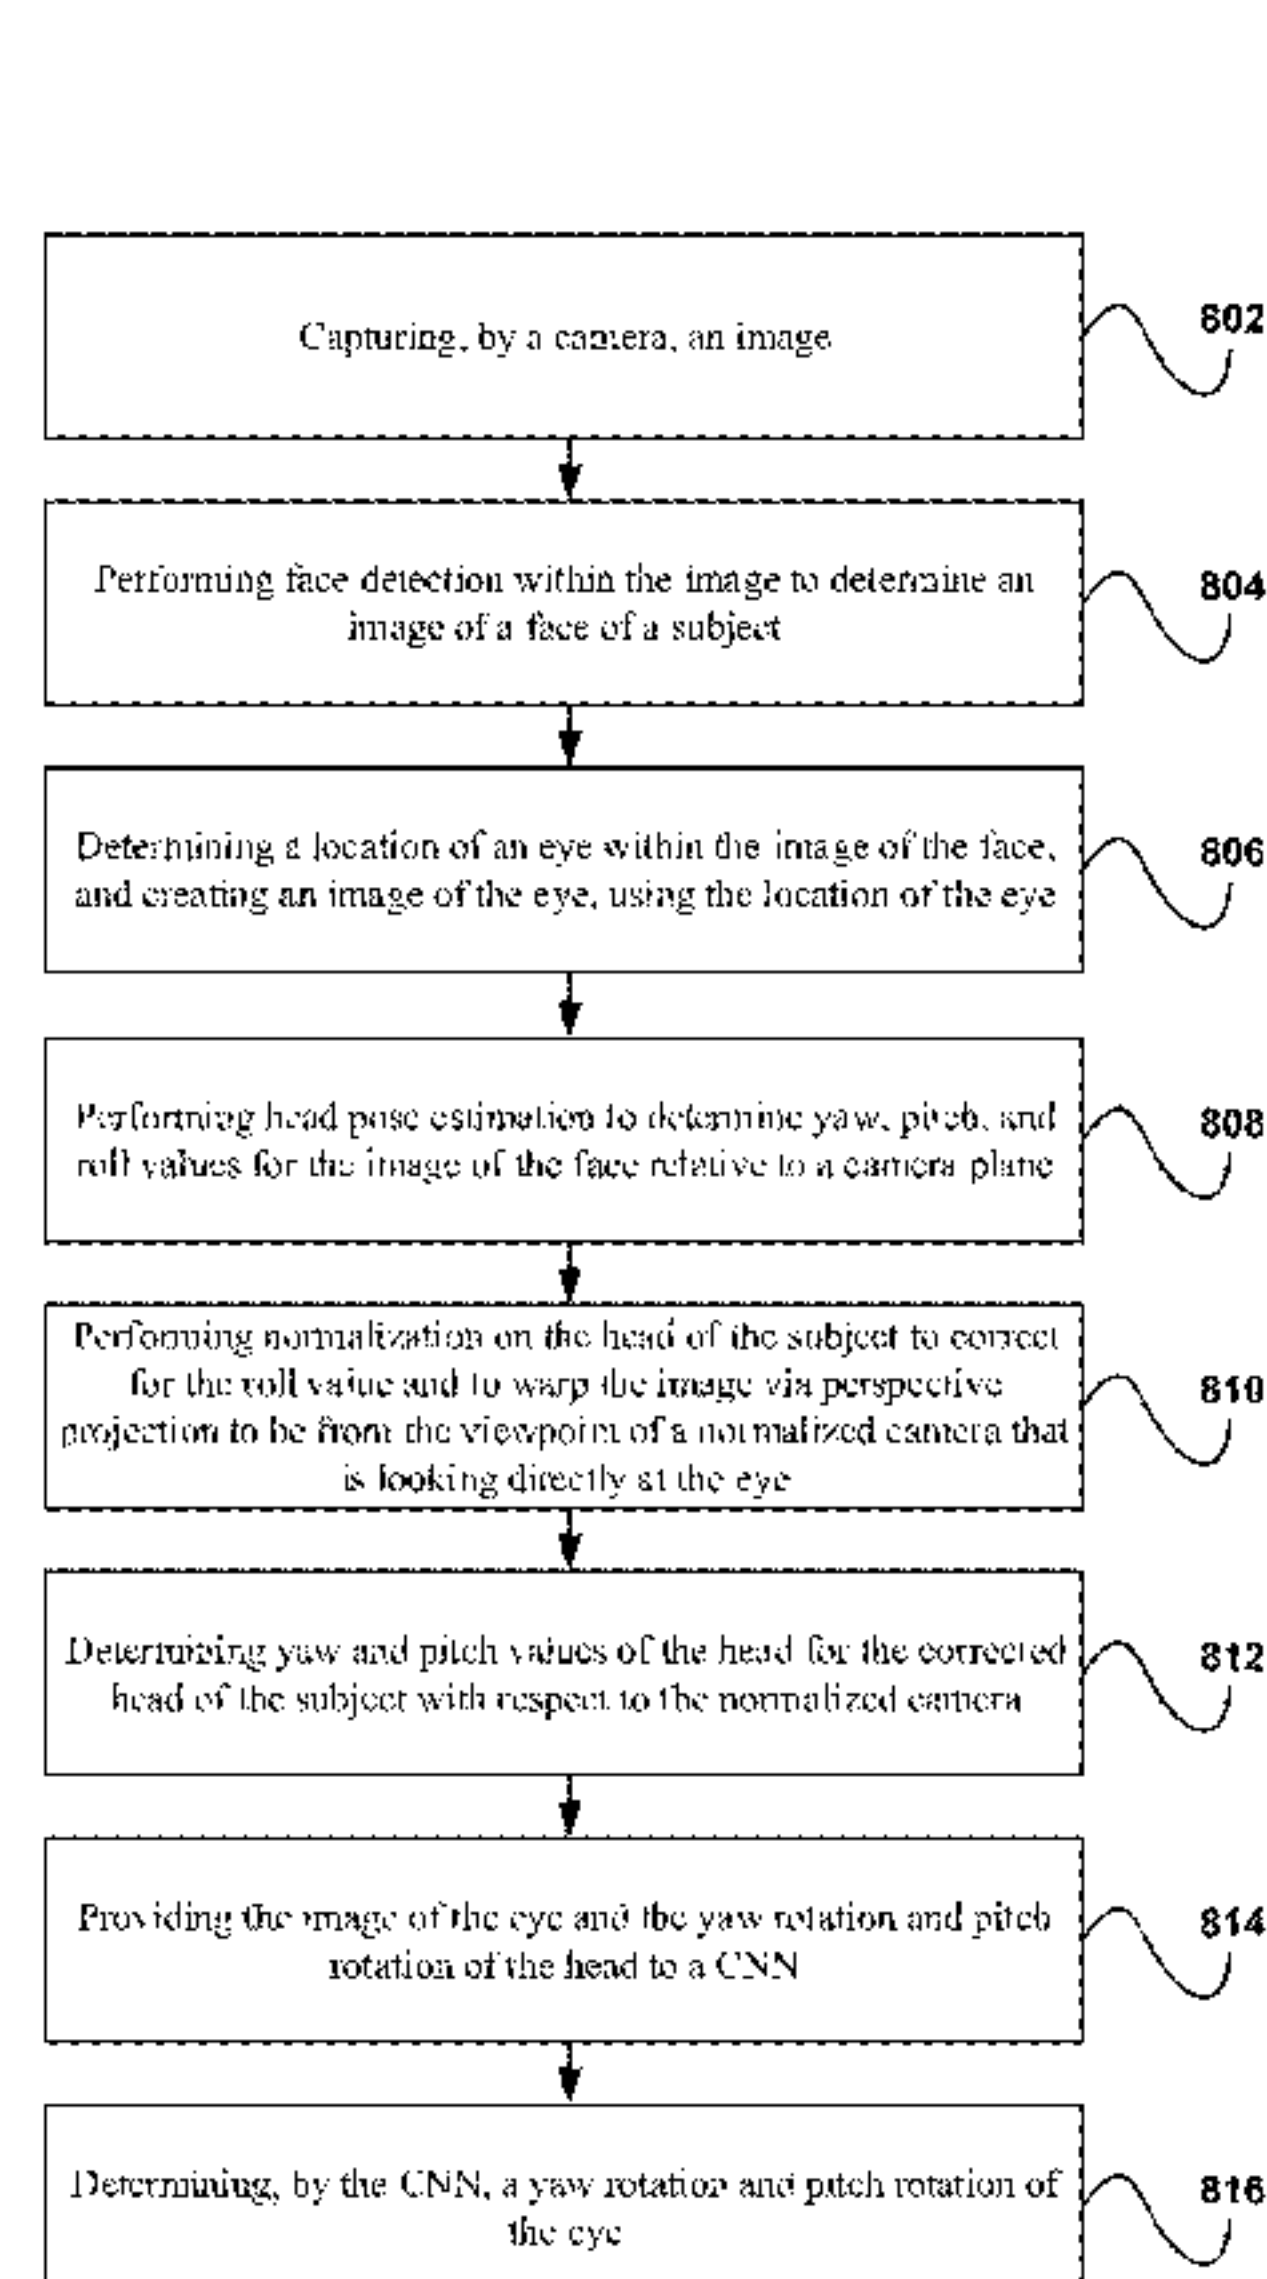 Capturing, by a camera, an image
802
Performing face detection within the image to determine an
image of a face of a subject
804
Determining a location of an eye within the image of the face,
and creating an image of the eye, using the location of the eye
806
Performing head pose estimation to determine yaw, pitch, and
roll values for the image of the face relative to a camera plane
808
Performing normalization on the head of the subject to correct
for the roll value and to warp the image via perspective
projection to be from the viewpoint of a normalized camera that
is looking directly at the eye
810
Determining yaw and pitch values of the head for the corrected
head of the subject with respect to the normalized camera
812
Providing the image of the eye and the yaw rotation and pitch
rotation of the head to a CNN
814
Determining, by the CNN, a yaw rotation and pitch rotation of
the eye
816